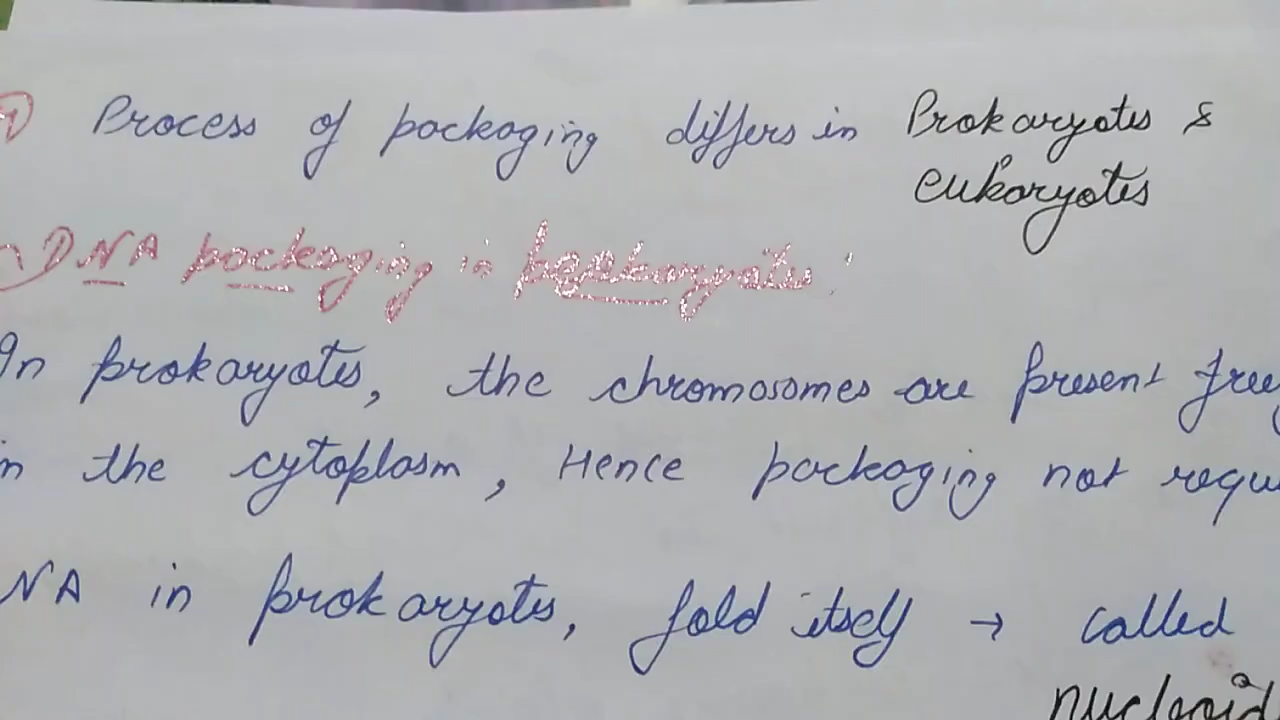 Process of packaging differs in Prokaryotes &
eukaryotes
DNA packaging in prokaryotes:
In prokaryotes, the chromosomes are present free
in the cytoplasm, Hence packaging not requ
NA in prokaryotes, fold itself → called
nucleoid